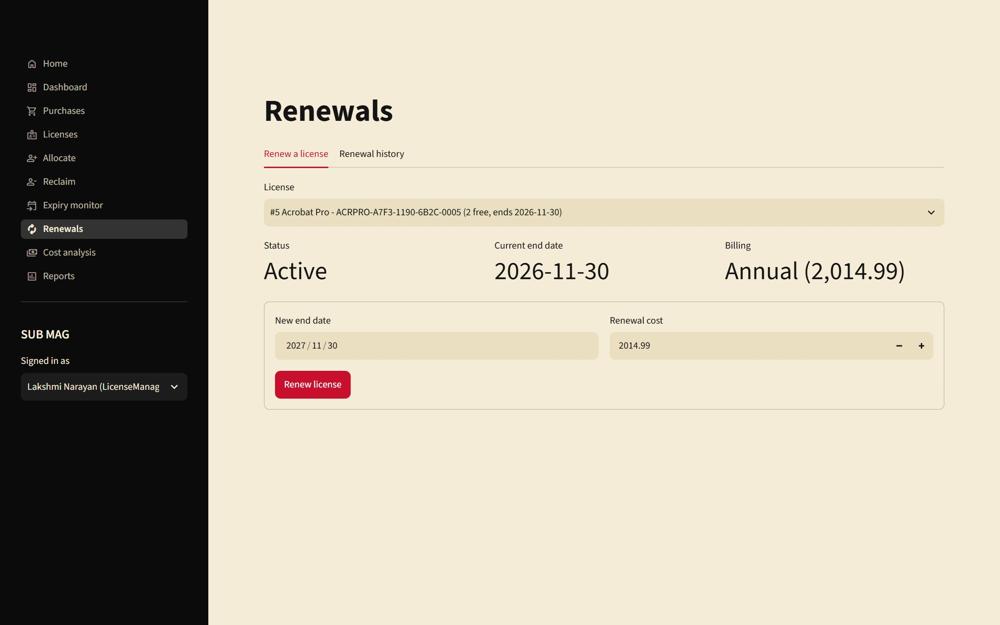 Home
Dashboard
Purchases
Licenses
Allocate
Reclaim
Expiry monitor
Renewals
Cost analysis
Reports
SUB MAG
Signed in as
Lakshmi Narayan (LicenseManag
Renewals
Renew a license Renewal history
License
#5 Acrobat Pro - ACRPRO-A7F3-1190-6B2C-0005 (2 free, ends 2026-11-30)
Status Current end date Billing
Active 2026-11-30 Annual (2,014.99)
New end date Renewal cost
2027 / 11 / 30 2014.99
Renew license